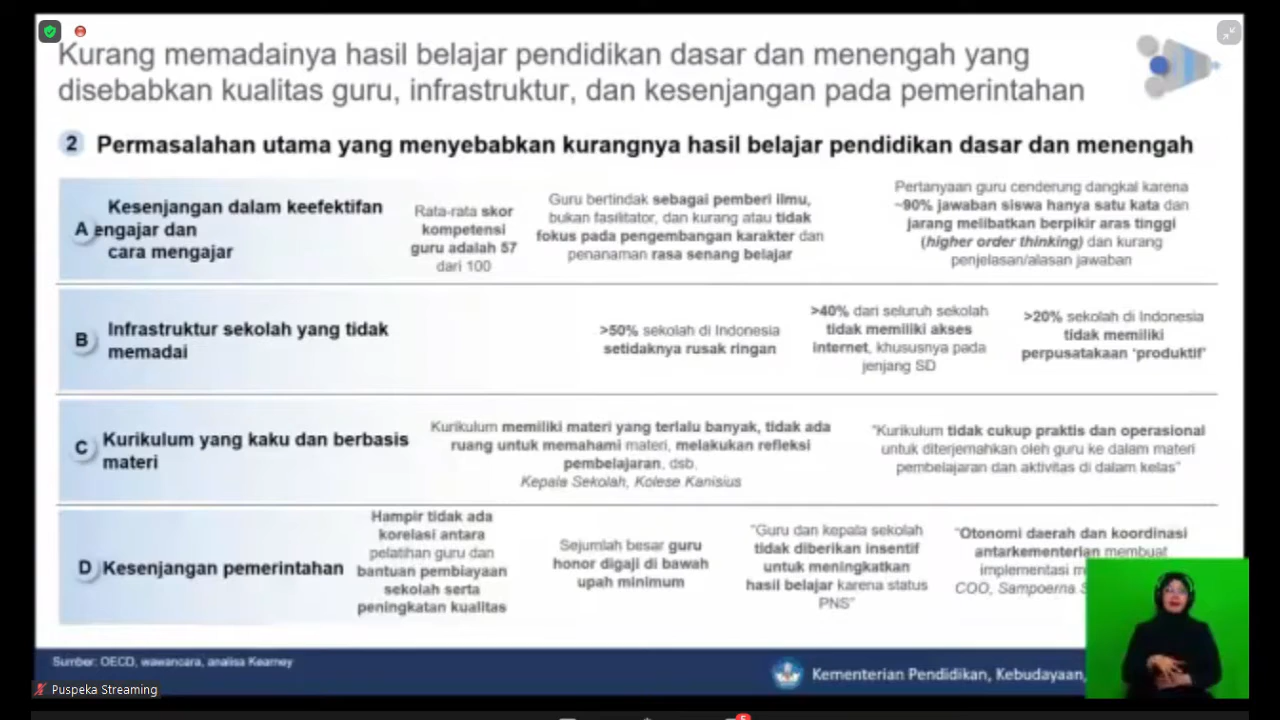 Kurang memadainya hasil belajar pendidikan dasar dan menengah yang
disebabkan kualitas guru, infrastruktur, dan kesenjangan pada pemerintahan
2 Permasalahan utama yang menyebabkan kurangnya hasil belajar pendidikan dasar dan menengah
A
Kesenjangan dalam keefektifan
engajar dan
cara mengajar
Rata-rata skor
kompetensi
guru adalah 57
dari 100
Guru bertindak sebagai pemberi ilmu,
bukan fasilitator, dan kurang atau tidak
fokus pada pengembangan karakter dan
penanaman rasa senang belajar
Pertanyaan guru cenderung dangkal karena
~90% jawaban siswa hanya satu kata dan
jarang melibatkan berpikir aras tinggi
(higher order thinking) dan kurang
penjelasan/alasan jawaban
B
Infrastruktur sekolah yang tidak
memadai
>50% sekolah di Indonesia
setidaknya rusak ringan
>40% dari seluruh sekolah
tidak memiliki akses
internet, khususnya pada
jenjang SD
>20% sekolah di Indonesia
tidak memiliki
perpusatakaan 'produktif'
C
Kurikulum yang kaku dan berbasis
materi
Kurikulum memiliki materi yang terlalu banyak, tidak ada
ruang untuk memahami materi, melakukan refleksi
pembelajaran, dsb,
Kepala Sekolah, Kolese Kanisius
"Kurikulum tidak cukup praktis dan operasional
untuk diterjemahkan oleh guru ke dalam materi
pembelajaran dan aktivitas di dalam kelas"
D
Kesenjangan pemerintahan
Hampir tidak ada
korelasi antara
pelatihan guru dan
bantuan pembiayaan
sekolah serta
peningkatan kualitas
Sejumlah besar guru
honor digaji di bawah
upah minimum
"Guru dan kepala sekolah
tidak diberikan insentif
untuk meningkatkan
hasil belajar karena status
PNS"
"Otonomi daerah dan koordinasi
antarkementerian membuat
implementasi
COO, Sampoerna
Sumber: OECD, wawancara, analisa Kearney
Kementerian Pendidikan, Kebudayaan,
Puspeka Streaming
5